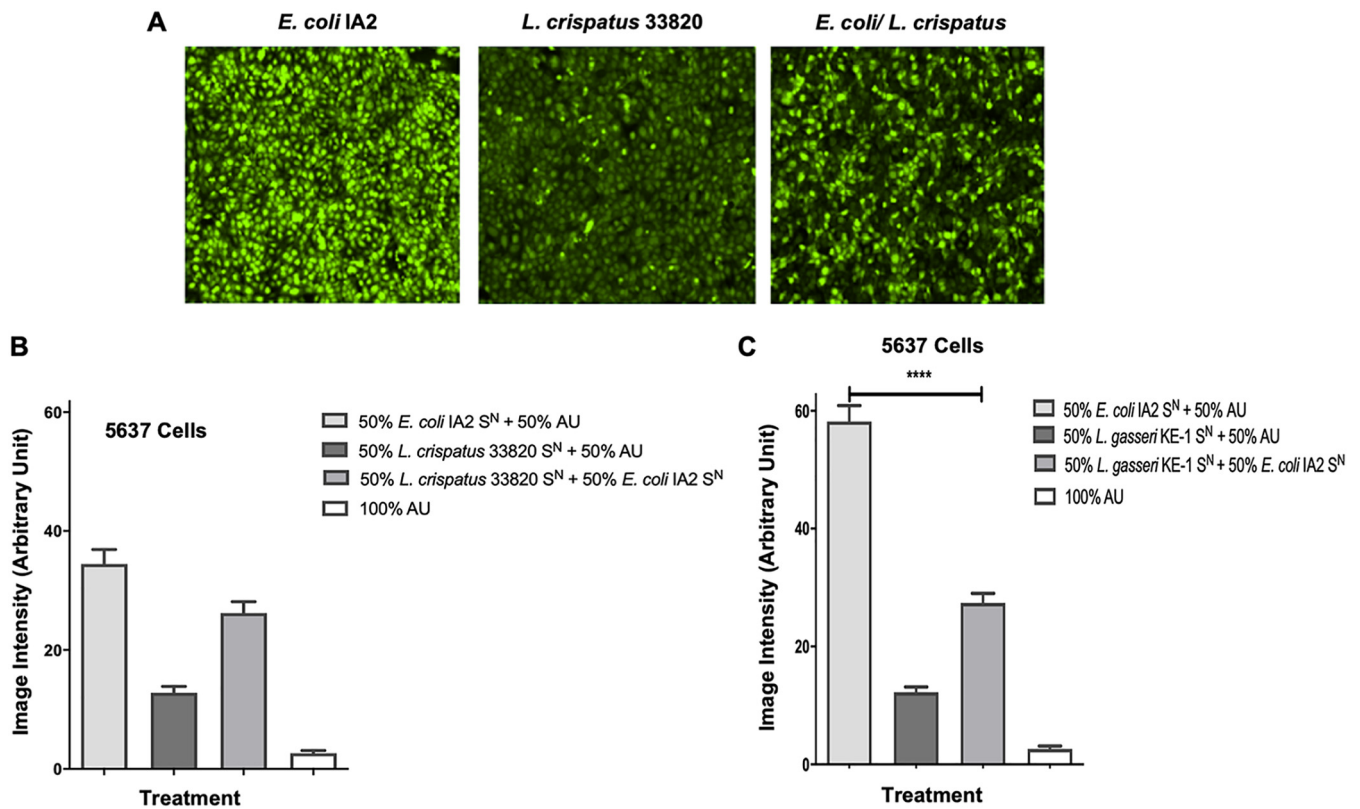 A
E. coli IA2
L. crispatus 33820
E. coli/ L. crispatus
B
5637 Cells
Image Intensity (Arbitrary Unit)
60
40
20
0
Treatment
50% E. coli IA2 Sᴺ + 50% AU
50% L. crispatus 33820 Sᴺ + 50% AU
50% L. crispatus 33820 Sᴺ + 50% E. coli IA2 Sᴺ
100% AU
C
5637 Cells
****
Image Intensity (Arbitrary Unit)
60
40
20
0
Treatment
50% E. coli IA2 Sᴺ + 50% AU
50% L. gasseri KE-1 Sᴺ + 50% AU
50% L. gasseri KE-1 Sᴺ + 50% E. coli IA2 Sᴺ
100% AU